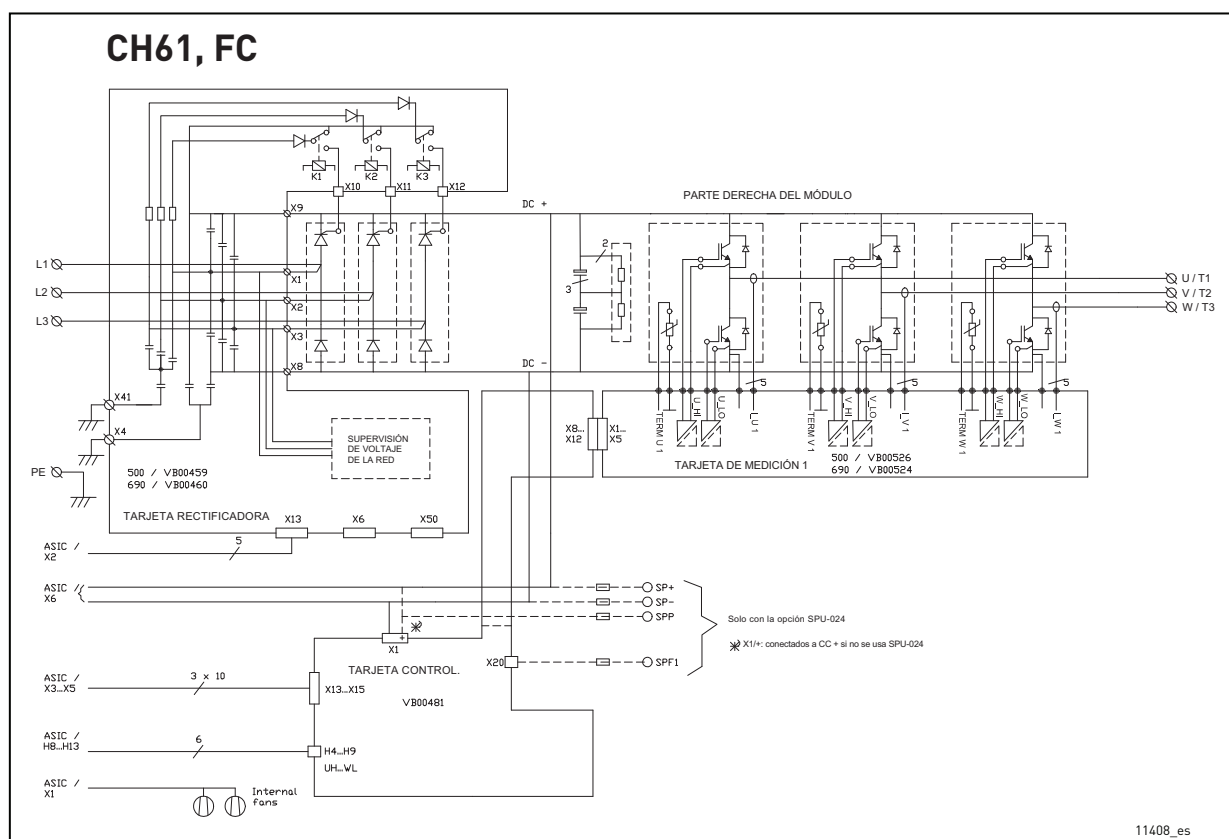 CH61, FC
K1
K2
K3
X10
X11
X12
X9
DC +
PARTE DERECHA DEL MÓDULO
L1
X1
L2
X2
L3
X3
X8
DC -
2
3
U / T1
V / T2
W / T3
5
5
5
X41
X4
PE
500 / VB00459
690 / VB00460
SUPERVISIÓN
DE VOLTAJE
DE LA RED
TARJETA RECTIFICADORA
X13
X6
X50
X8...
X12
X1...
X5
TERM U 1
U_HI
U_LO
I_U 1
TERM V 1
V_HI
V_LO
I_V 1
TERM W 1
W_HI
W_LO
I_W 1
TARJETA DE MEDICIÓN 1
500 / VB00526
690 / VB00524
ASIC /
X2
5
ASIC /
X6
SP+
SP-
SPP
SPF1
Solo con la opción SPU-024
X1/+: conectados a CC + si no se usa SPU-024
+
X1
X20
TARJETA CONTROL.
VB00481
ASIC /
X3...X5
3 x 10
X13...X15
ASIC /
H8...H13
6
H4...H9
UH...WL
ASIC /
X1
Internal
fans
11408_es